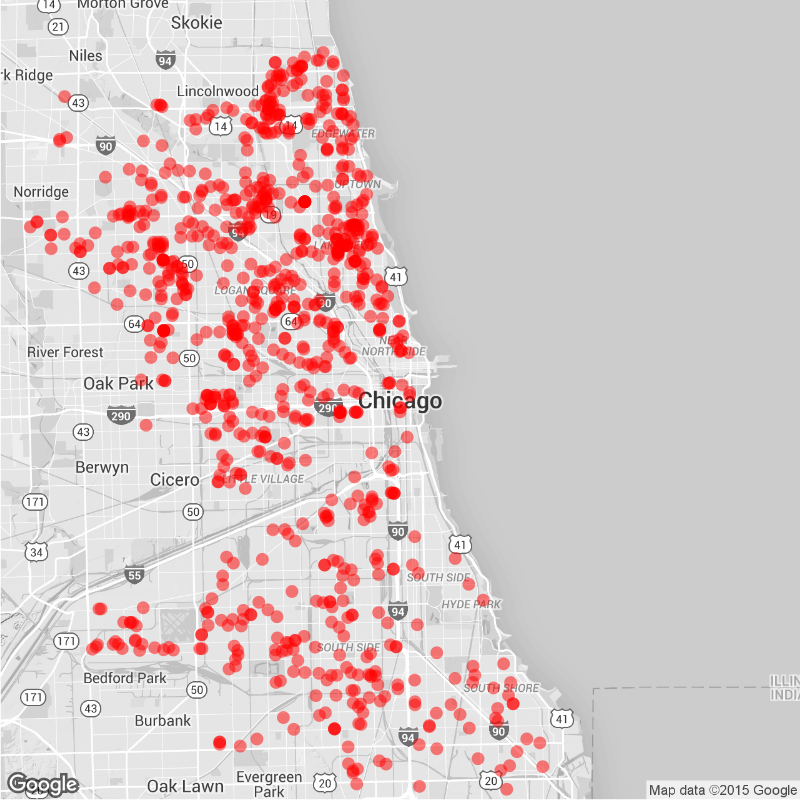 14
Morton Grove
21
Skokie
Niles
94
rk Ridge
43
Lincolnwood
14
14
EDGEWATER
90
Norridge
UPTOWN
19
94
43
50
41
LOGAN SQUARE
90
64
64
NEAR
NORTH SIDE
River Forest
50
Oak Park
290
290
Chicago
43
Berwyn
Cicero
LITTLE VILLAGE
171
50
34
90
41
55
SOUTH SIDE
HYDE PARK
94
171
SOUTH SIDE
Bedford Park
50
SOUTH SHORE
ILLIN
INDIA
171
43
Burbank
41
90
94
Google
Oak Lawn
Evergreen
Park
20
20
Map data ©2015 Google